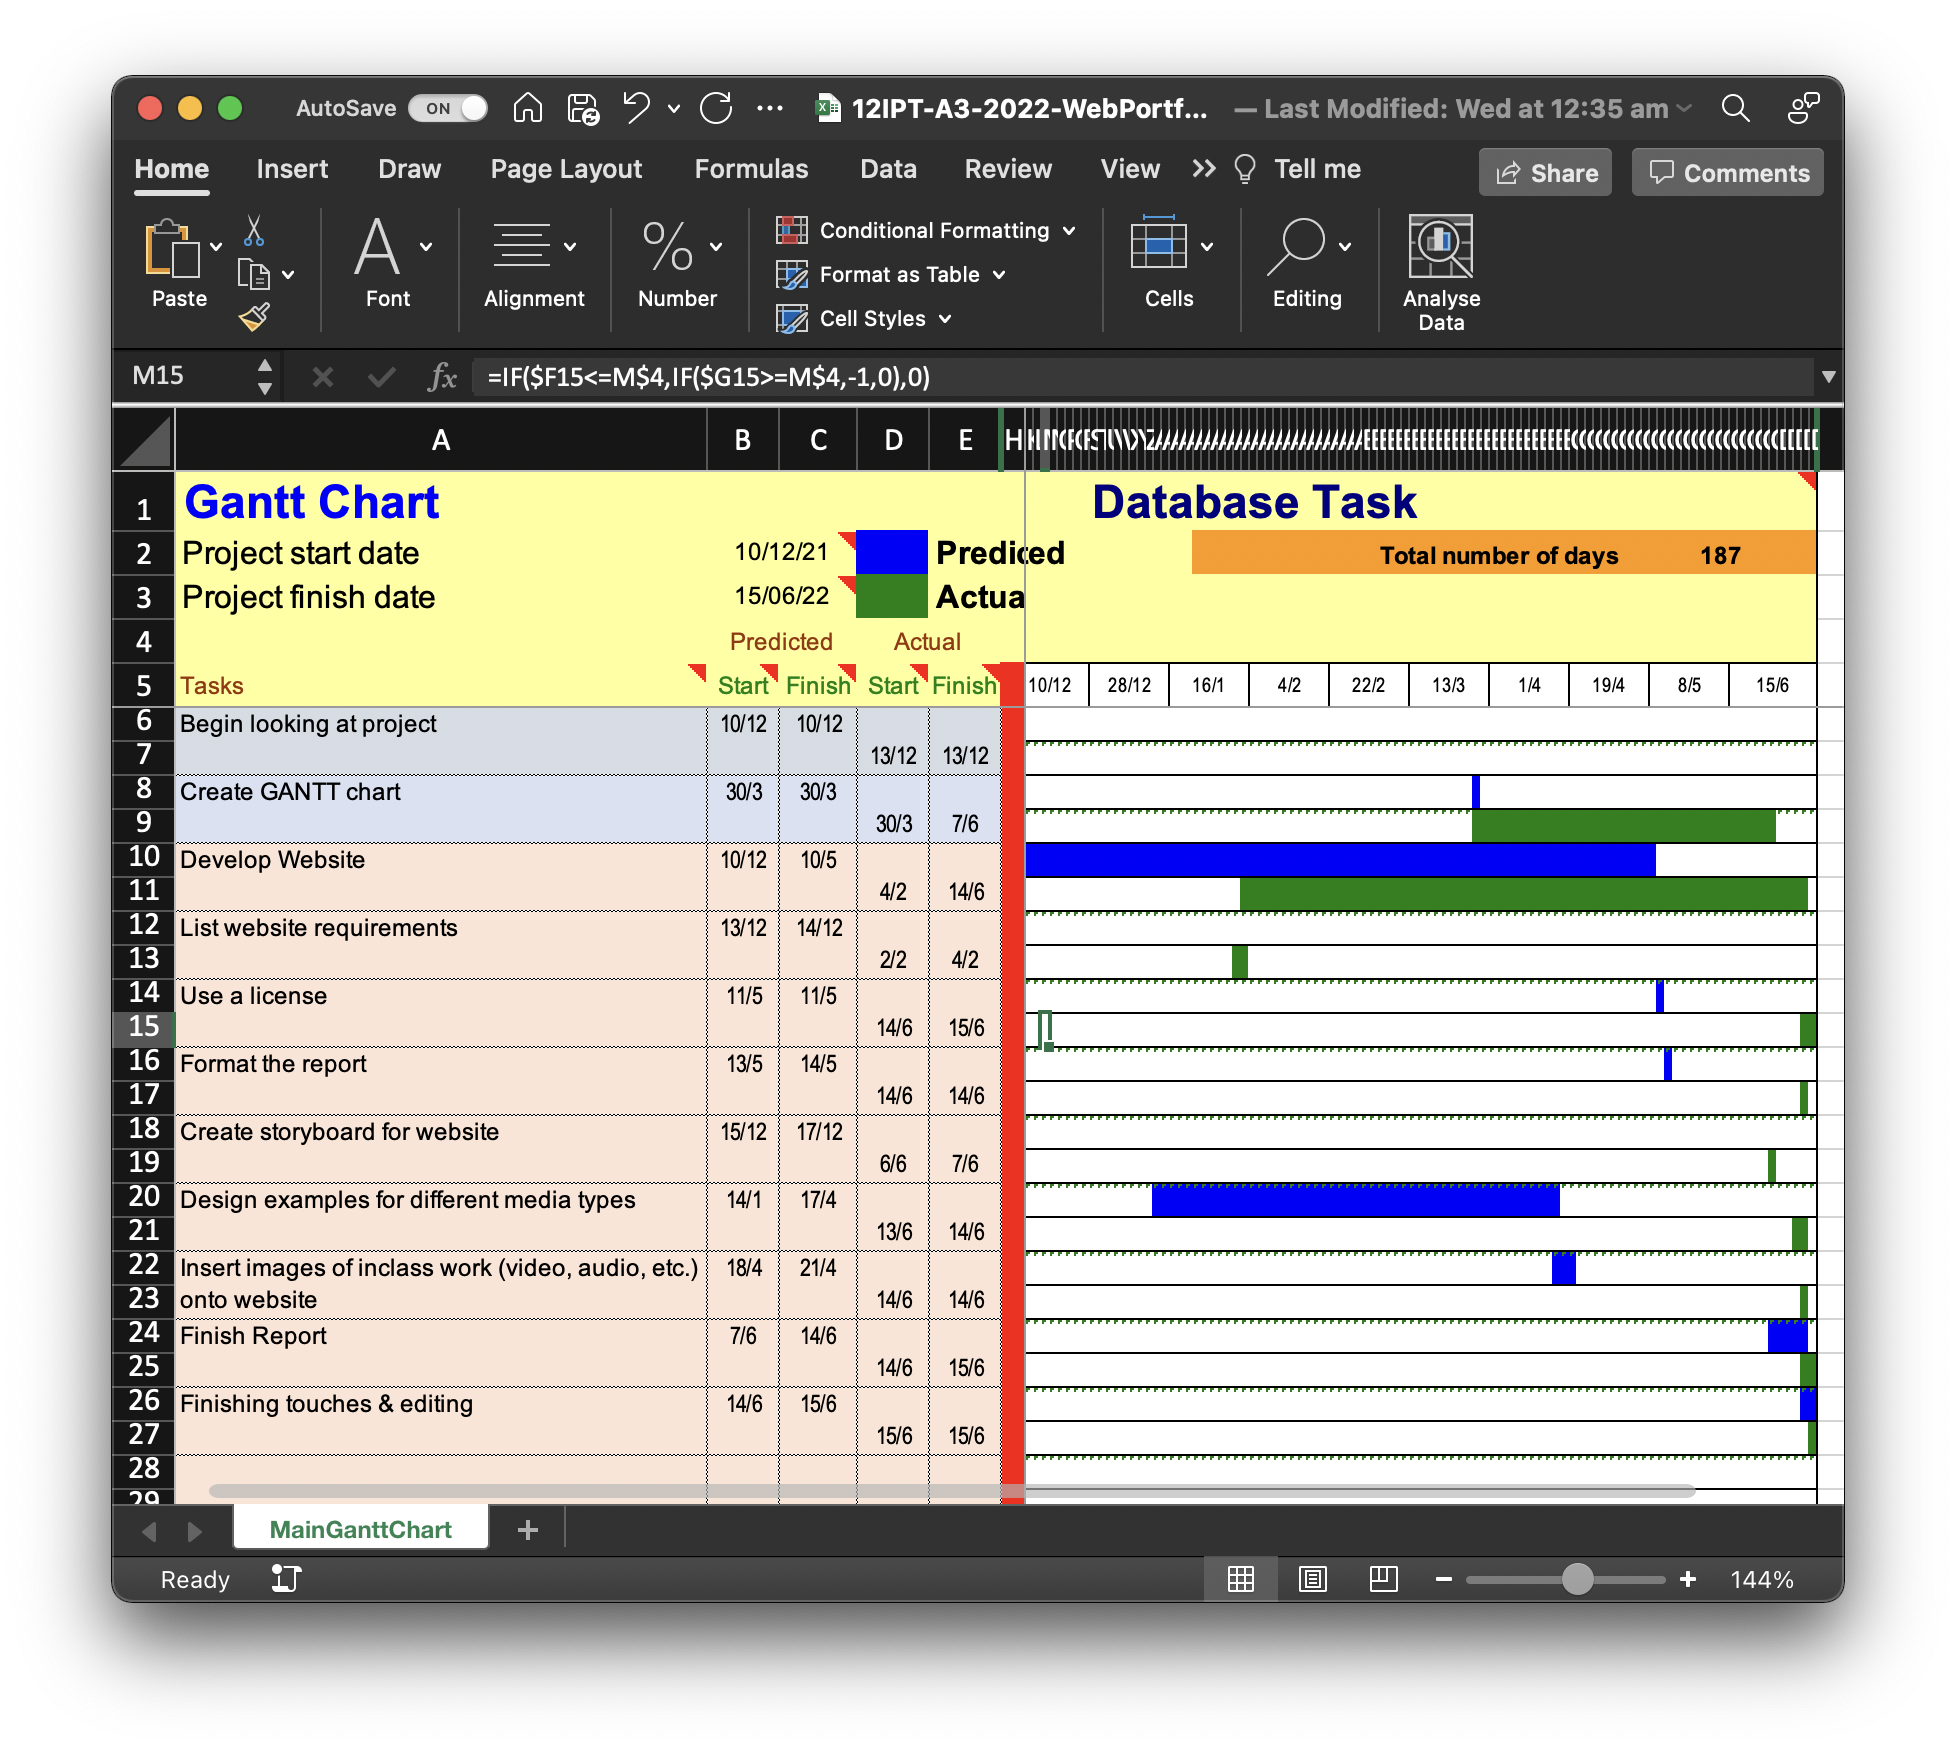 AutoSave ON 12IPT-A3-2022-WebPortf... — Last Modified: Wed at 12:35 am
Home Insert Draw Page Layout Formulas Data Review View Tell me Share Comments
Paste Font Alignment Number Conditional Formatting Format as Table Cell Styles Cells Editing Analyse Data
M15 fx =IF($F15<=M$4,IF($G15>=M$4,-1,0),0)
A B C D E H
1 Gantt Chart Database Task
2 Project start date 10/12/21 Predicted Total number of days 187
3 Project finish date 15/06/22 Actua
4 Predicted Actual
5 Tasks Start Finish Start Finish 10/12 28/12 16/1 4/2 22/2 13/3 1/4 19/4 8/5 15/6
6 Begin looking at project 10/12 10/12
7 13/12 13/12
8 Create GANTT chart 30/3 30/3
9 30/3 7/6
10 Develop Website 10/12 10/5
11 4/2 14/6
12 List website requirements 13/12 14/12
13 2/2 4/2
14 Use a license 11/5 11/5
15 14/6 15/6
16 Format the report 13/5 14/5
17 14/6 14/6
18 Create storyboard for website 15/12 17/12
19 6/6 7/6
20 Design examples for different media types 14/1 17/4
21 13/6 14/6
22 Insert images of inclass work (video, audio, etc.) 18/4 21/4
23 onto website 14/6 14/6
24 Finish Report 7/6 14/6
25 14/6 15/6
26 Finishing touches & editing 14/6 15/6
27 15/6 15/6
28
29
MainGanttChart
Ready 144%